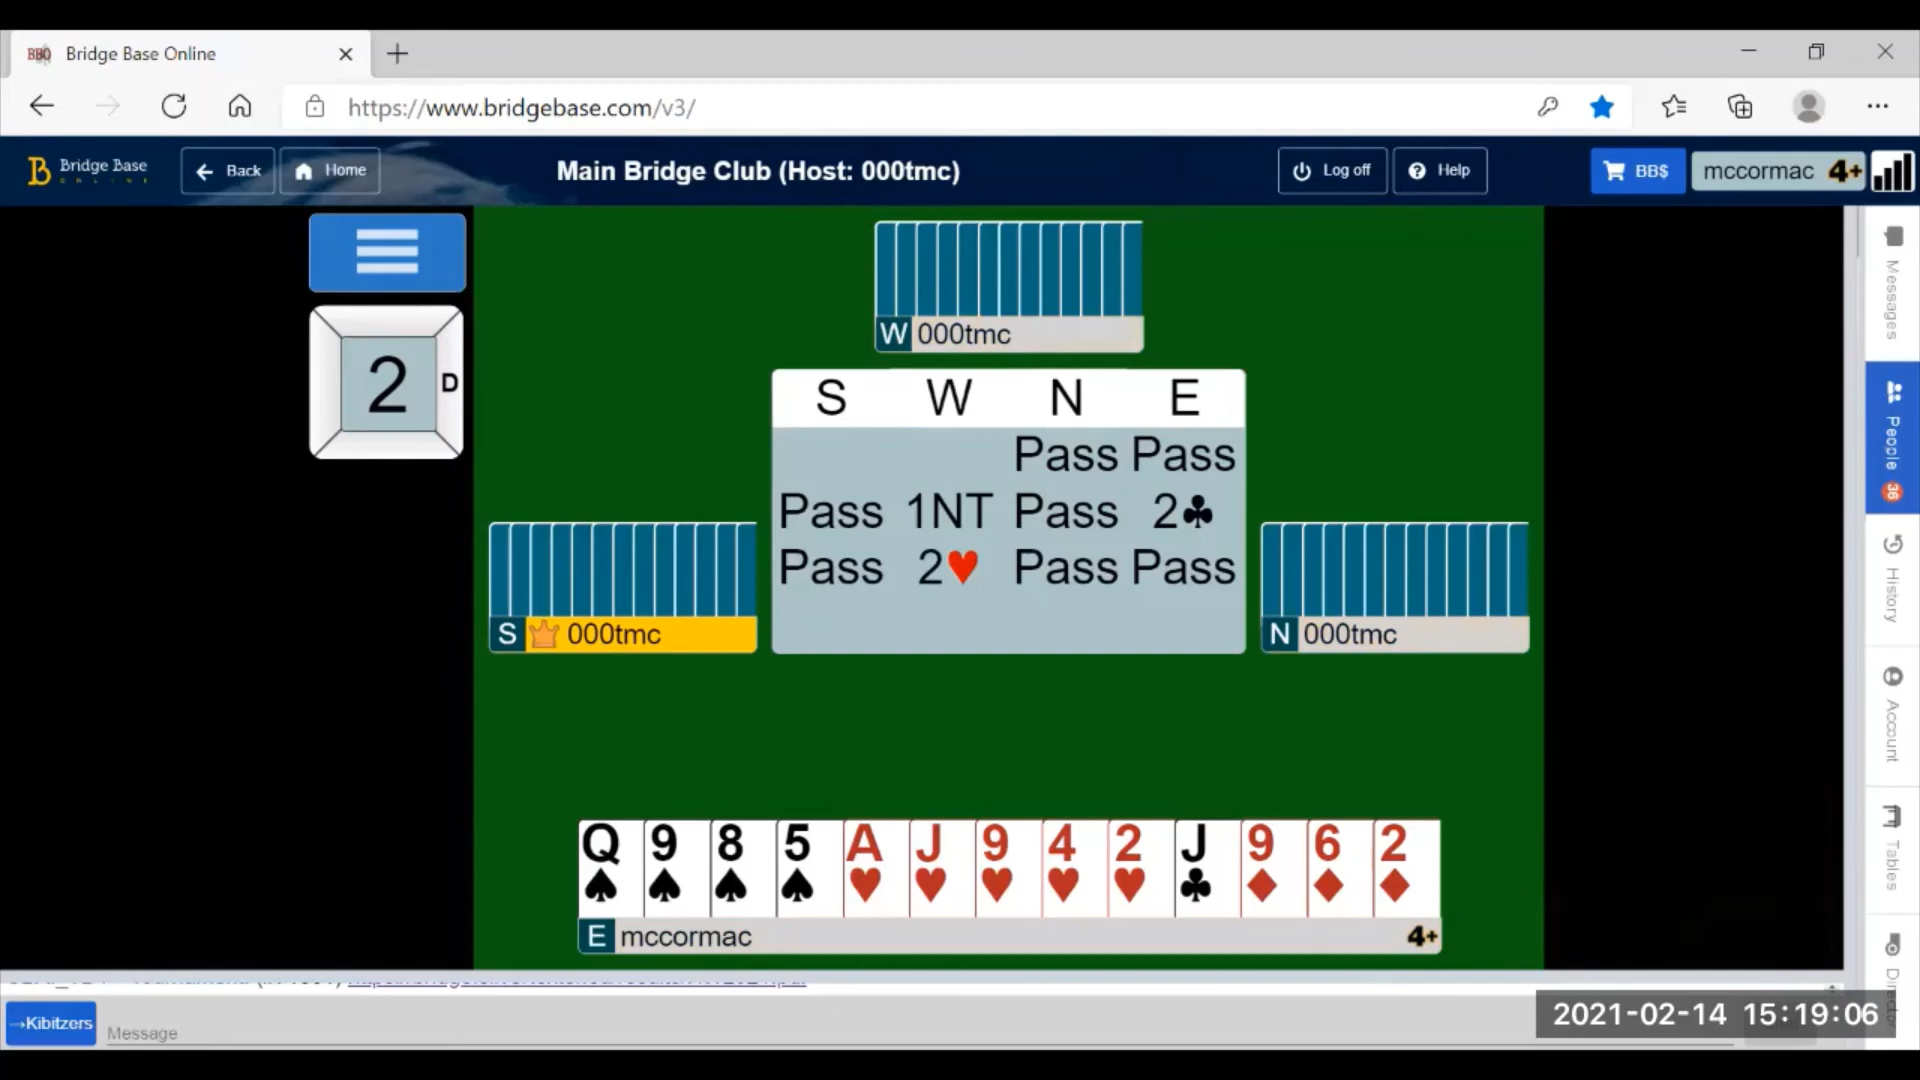 BBO Bridge Base Online
https://www.bridgebase.com/v3/
Bridge Base
ONLINE
Back
Home
Main Bridge Club (Host: 000tmc)
Log off
Help
BB$
mccormac 4+
2 D
W 000tmc
S W N E
Pass Pass
Pass 1NT Pass 2♣
Pass 2♥ Pass Pass
S 000tmc
N 000tmc
Q♠ 9♠ 8♠ 5♠ A♥ J♥ 9♥ 4♥ 2♥ J♣ 9♦ 6♦ 2♦
E mccormac 4+
Messages
People 36
History
Account
Tables
→Kibitzers
Message
2021-02-14 15:19:06